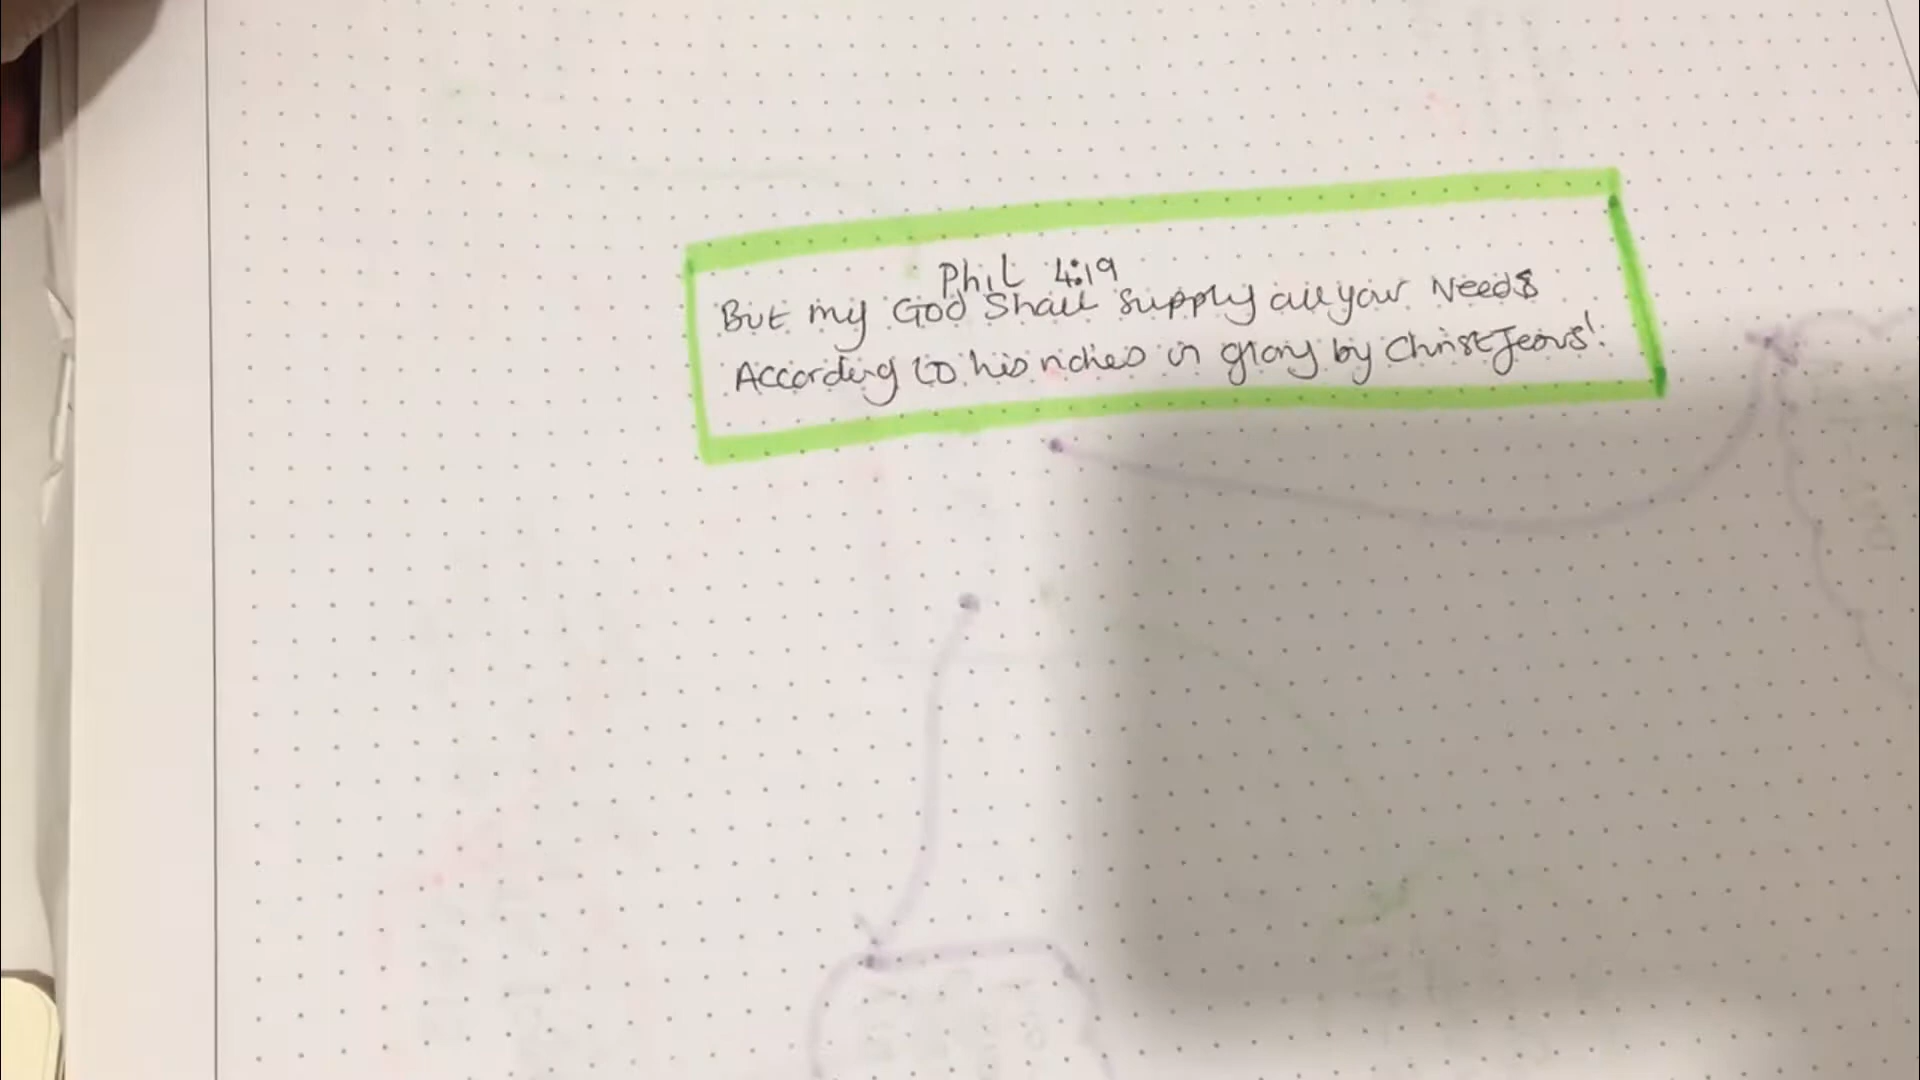 Phil 4:19
But my God Shall supply all your Needs
According to his riches in glory by Christ Jesus!